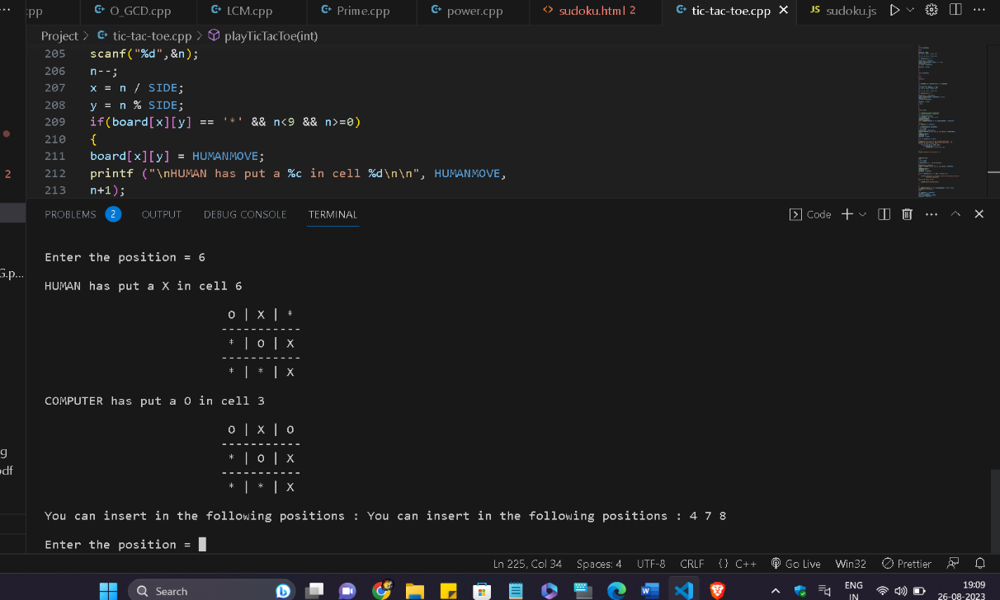 pp O_GCD.cpp LCM.cpp Prime.cpp power.cpp sudoku.html 2 tic-tac-toe.cpp JS sudoku.js
Project > tic-tac-toe.cpp > playTicTacToe(int)
205 scanf("%d",&n);
206 n--;
207 x = n / SIDE;
208 y = n % SIDE;
209 if(board[x][y] == '*' && n<9 && n>=0)
210 {
211 board[x][y] = HUMANMOVE;
212 printf ("\nHUMAN has put a %c in cell %d\n\n", HUMANMOVE,
213 n+1);
2
PROBLEMS 2 OUTPUT DEBUG CONSOLE TERMINAL Code
Enter the position = 6
G.p...
HUMAN has put a X in cell 6
O | X | *
-----------
* | O | X
-----------
* | * | X
COMPUTER has put a O in cell 3
O | X | O
-----------
g
* | O | X
odf
-----------
* | * | X
You can insert in the following positions : You can insert in the following positions : 4 7 8
Enter the position =
Ln 225, Col 34 Spaces: 4 UTF-8 CRLF {} C++ Go Live Win32 Prettier
Search ENG 19:09
IN 26-08-2023